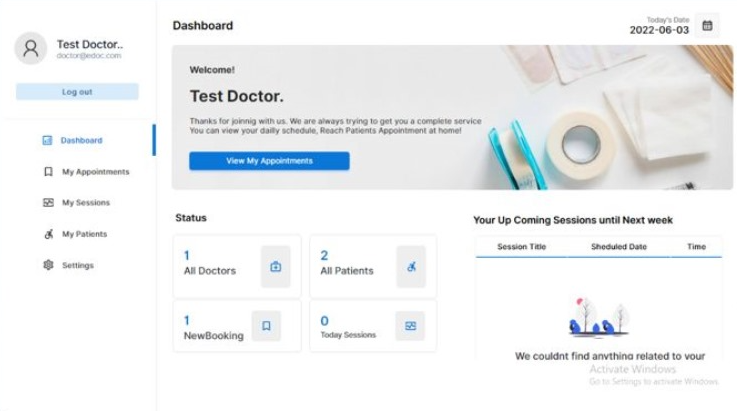 Test Doctor..
doctor@edoc.com
Log out
Dashboard
My Appointments
My Sessions
My Patients
Settings
Dashboard
Today's Date
2022-06-03
Welcome!
Test Doctor.
Thanks for joinnig with us. We are always trying to get you a complete service
You can view your dailly schedule, Reach Patients Appointment at home!
View My Appointments
Status
1
All Doctors
2
All Patients
1
NewBooking
0
Today Sessions
Your Up Coming Sessions until Next week
Session Title Sheduled Date Time
We couldnt find anything related to your
Activate Windows
Go to Settings to activate Windows.